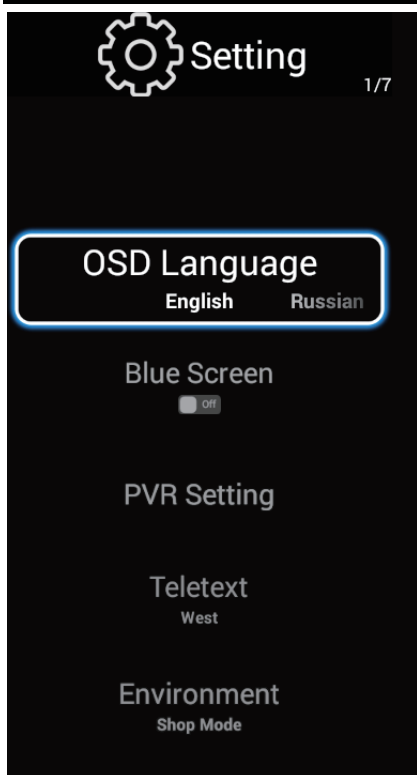 Setting
1/7
OSD Language
English Russian
Blue Screen
Off
PVR Setting
Teletext
West
Environment
Shop Mode